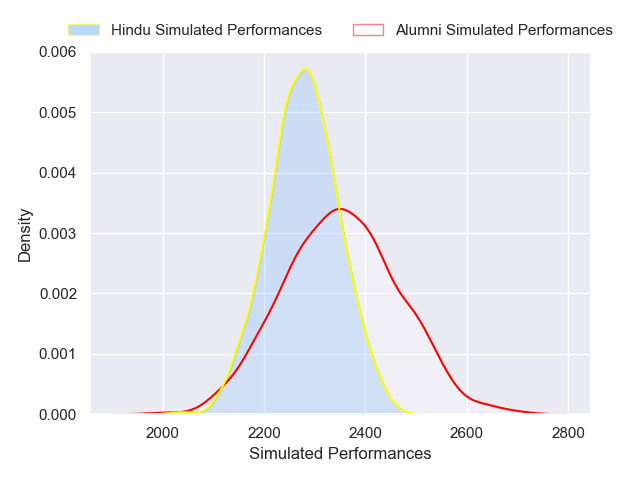 Hindu Simulated Performances Alumni Simulated Performances
0.006
0.005
0.004
0.003
0.002
0.001
0.000
Density
2000 2200 2400 2600 2800
Simulated Performances